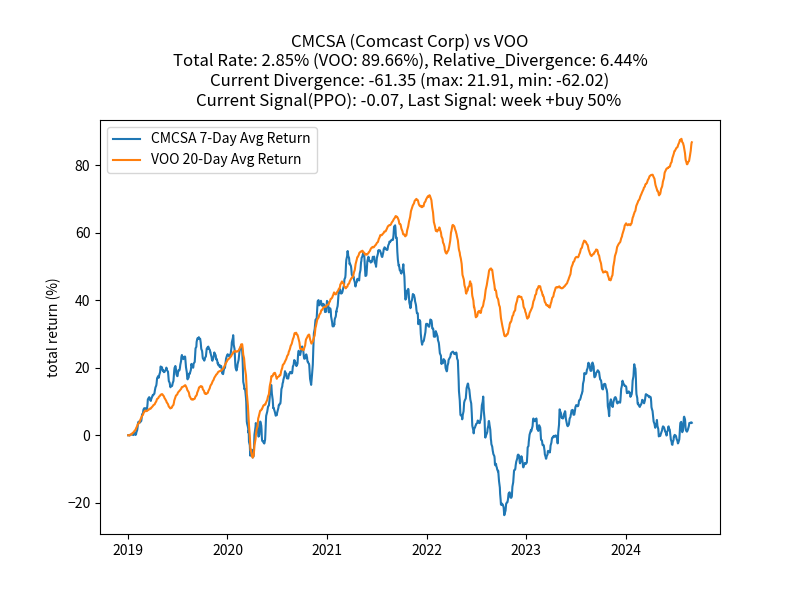 CMCSA (Comcast Corp) vs VOO
Total Rate: 2.85% (VOO: 89.66%), Relative_Divergence: 6.44%
Current Divergence: -61.35 (max: 21.91, min: -62.02)
Current Signal(PPO): -0.07, Last Signal: week +buy 50%
CMCSA 7-Day Avg Return
VOO 20-Day Avg Return
total return (%)
80
60
40
20
0
−20
2019 2020 2021 2022 2023 2024